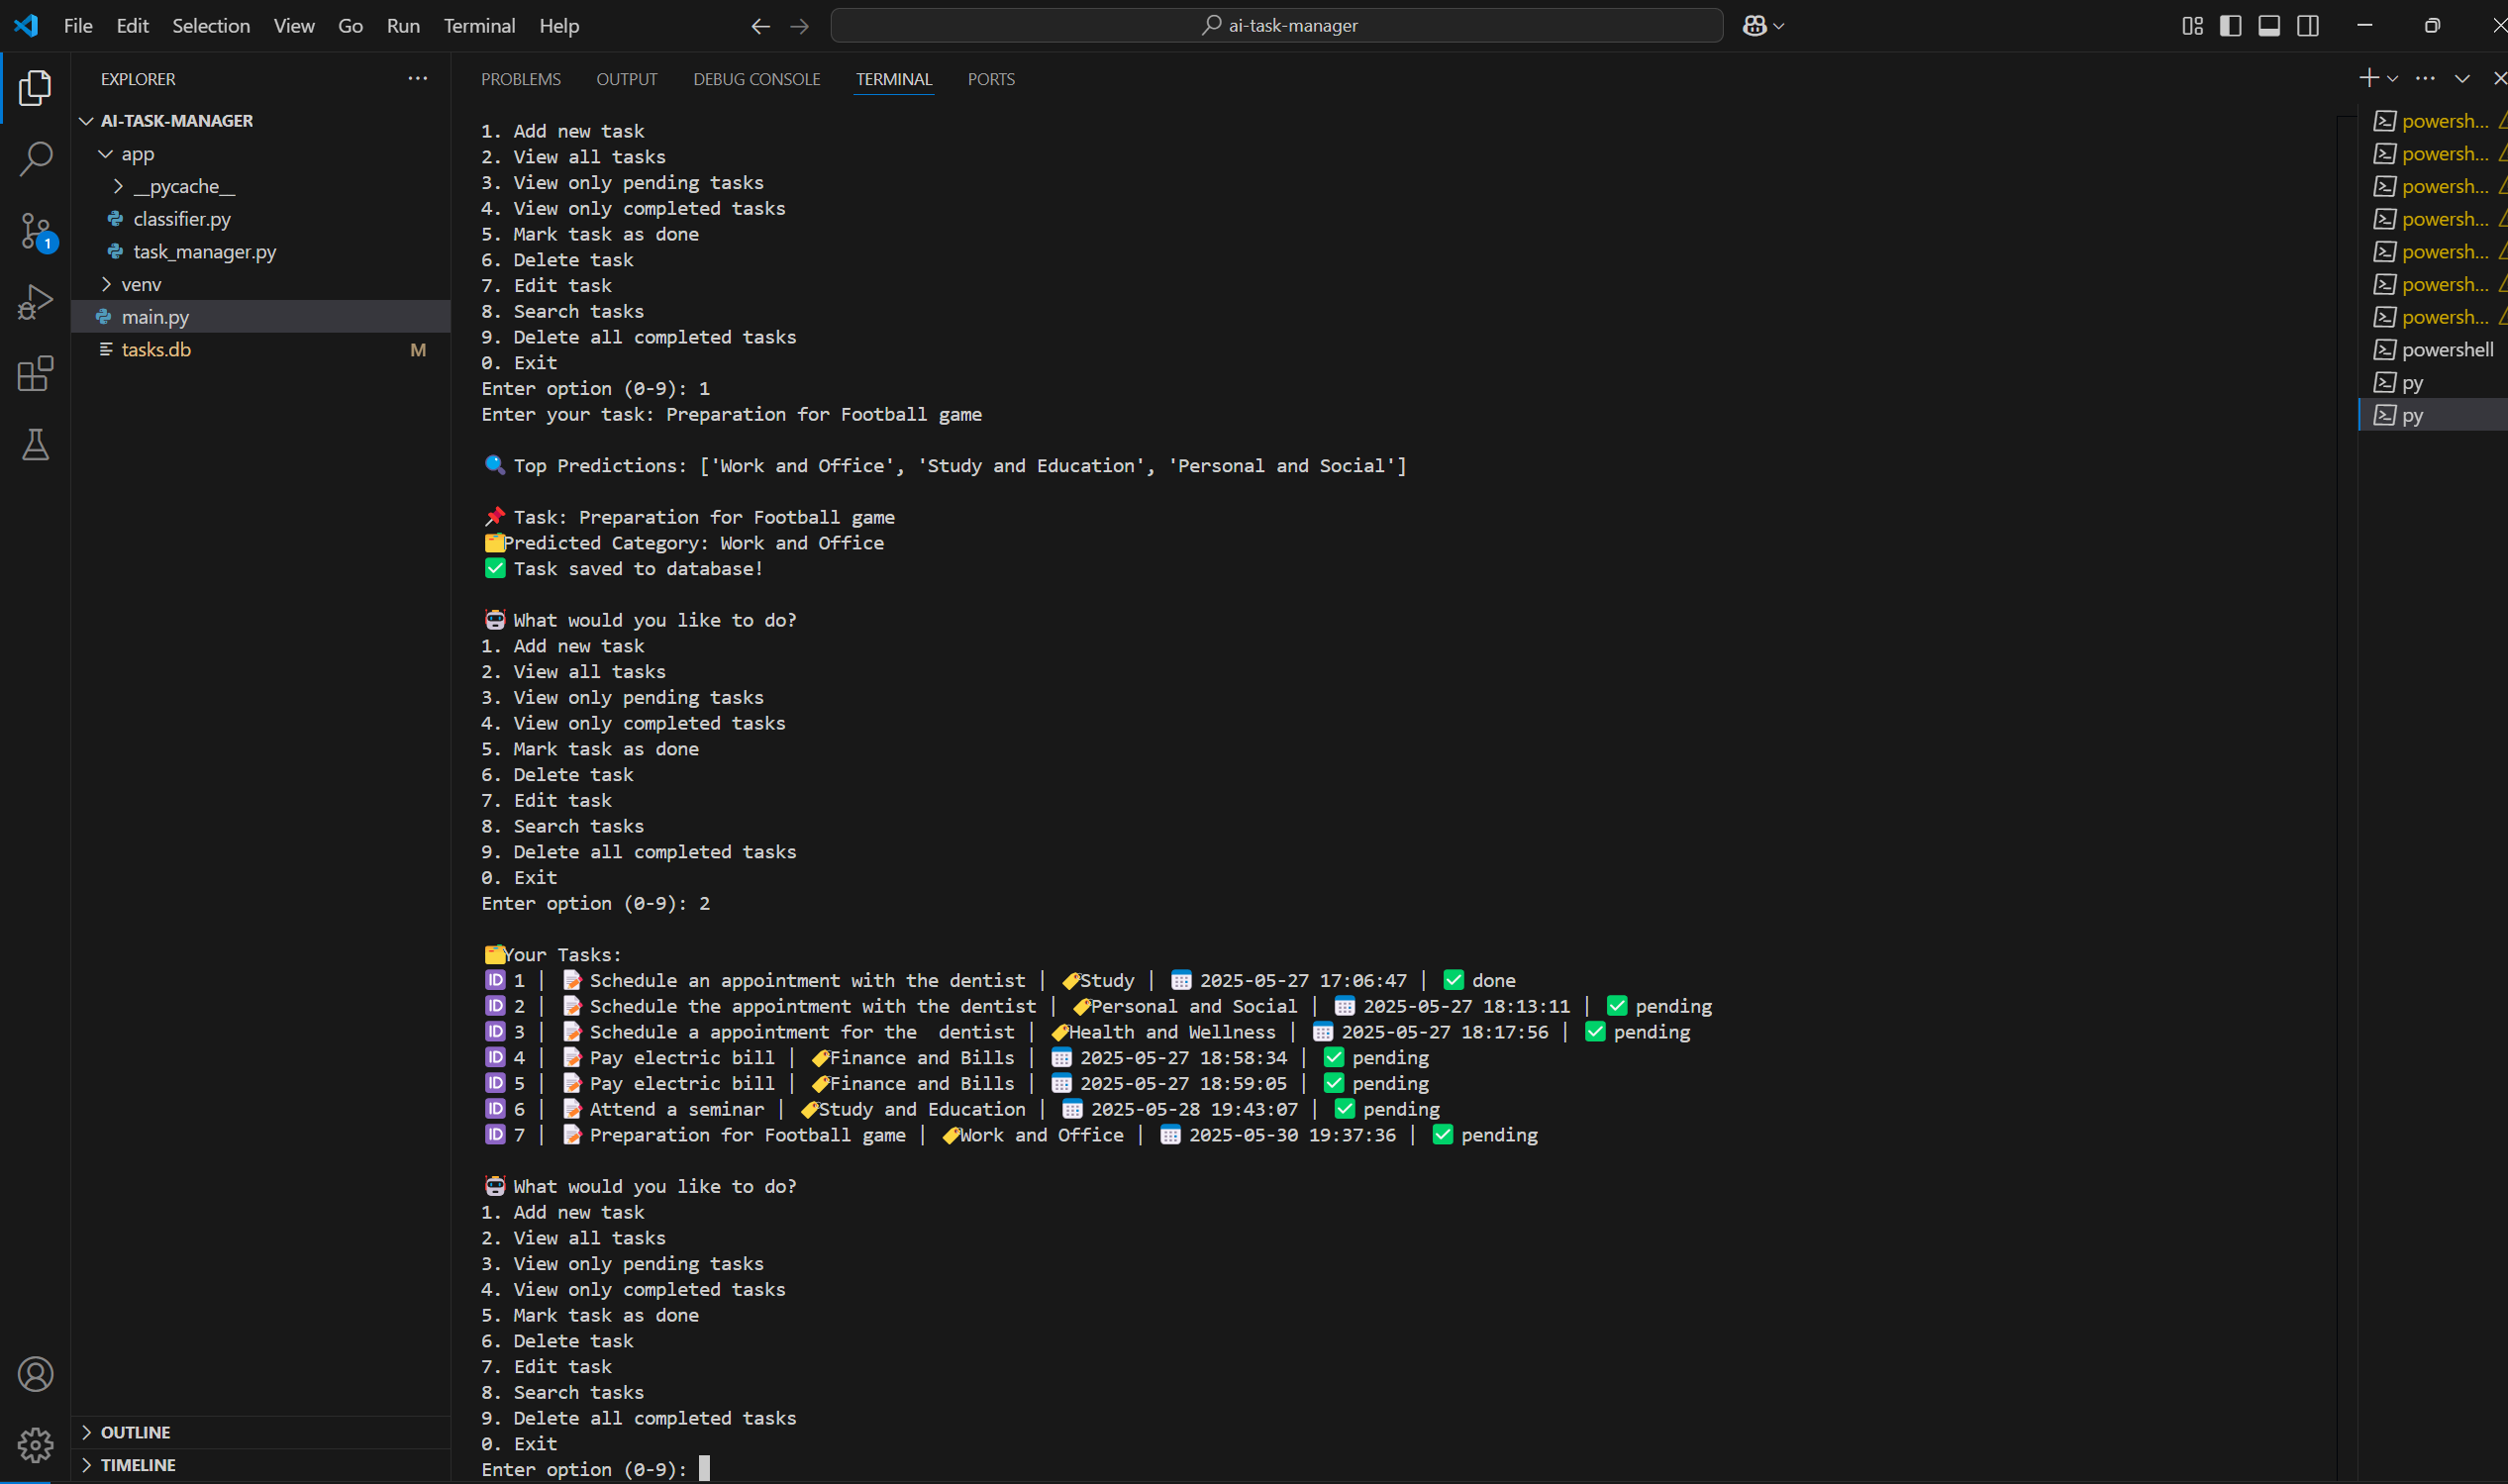 File Edit Selection View Go Run Terminal Help
ai-task-manager
EXPLORER
AI-TASK-MANAGER
app
__pycache__
classifier.py
task_manager.py
venv
main.py
tasks.db M
1
OUTLINE
TIMELINE
PROBLEMS OUTPUT DEBUG CONSOLE TERMINAL PORTS
1. Add new task
2. View all tasks
3. View only pending tasks
4. View only completed tasks
5. Mark task as done
6. Delete task
7. Edit task
8. Search tasks
9. Delete all completed tasks
0. Exit
Enter option (0-9): 1
Enter your task: Preparation for Football game
🔍 Top Predictions: ['Work and Office', 'Study and Education', 'Personal and Social']
📌 Task: Preparation for Football game
🗂️Predicted Category: Work and Office
✅ Task saved to database!
🤖 What would you like to do?
1. Add new task
2. View all tasks
3. View only pending tasks
4. View only completed tasks
5. Mark task as done
6. Delete task
7. Edit task
8. Search tasks
9. Delete all completed tasks
0. Exit
Enter option (0-9): 2
🗂️Your Tasks:
🆔 1 | 📝 Schedule an appointment with the dentist | 🏷️Study | 📅 2025-05-27 17:06:47 | ✅ done
🆔 2 | 📝 Schedule the appointment with the dentist | 🏷️Personal and Social | 📅 2025-05-27 18:13:11 | ✅ pending
🆔 3 | 📝 Schedule a appointment for the  dentist | 🏷️Health and Wellness | 📅 2025-05-27 18:17:56 | ✅ pending
🆔 4 | 📝 Pay electric bill | 🏷️Finance and Bills | 📅 2025-05-27 18:58:34 | ✅ pending
🆔 5 | 📝 Pay electric bill | 🏷️Finance and Bills | 📅 2025-05-27 18:59:05 | ✅ pending
🆔 6 | 📝 Attend a seminar | 🏷️Study and Education | 📅 2025-05-28 19:43:07 | ✅ pending
🆔 7 | 📝 Preparation for Football game | 🏷️Work and Office | 📅 2025-05-30 19:37:36 | ✅ pending
🤖 What would you like to do?
1. Add new task
2. View all tasks
3. View only pending tasks
4. View only completed tasks
5. Mark task as done
6. Delete task
7. Edit task
8. Search tasks
9. Delete all completed tasks
0. Exit
Enter option (0-9):
powersh...
powersh...
powersh...
powersh...
powersh...
powersh...
powersh...
powershell
py
py